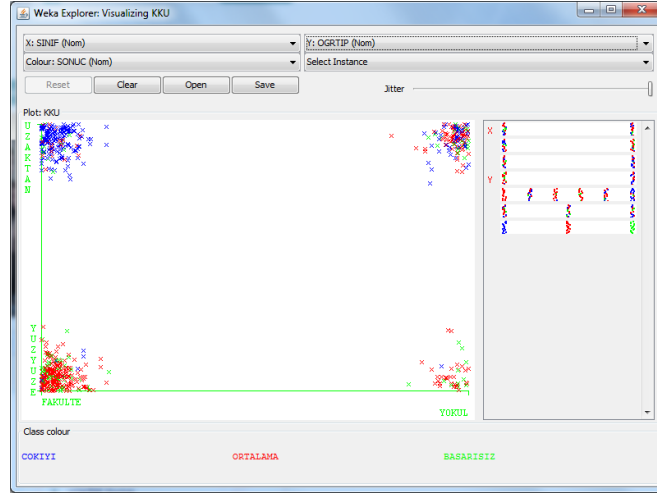 Weka Explorer: Visualizing KKU
X: SINIF (Nom)
Y: OGRTIP (Nom)
Colour: SONUC (Nom)
Select Instance
Reset
Clear
Open
Save
Jitter
Plot: KKU
UZAKTAN
X
Y
YUZYUZE
FAKULTE
YOKUL
Class colour
COKIYI
ORTALAMA
BASARISIZ